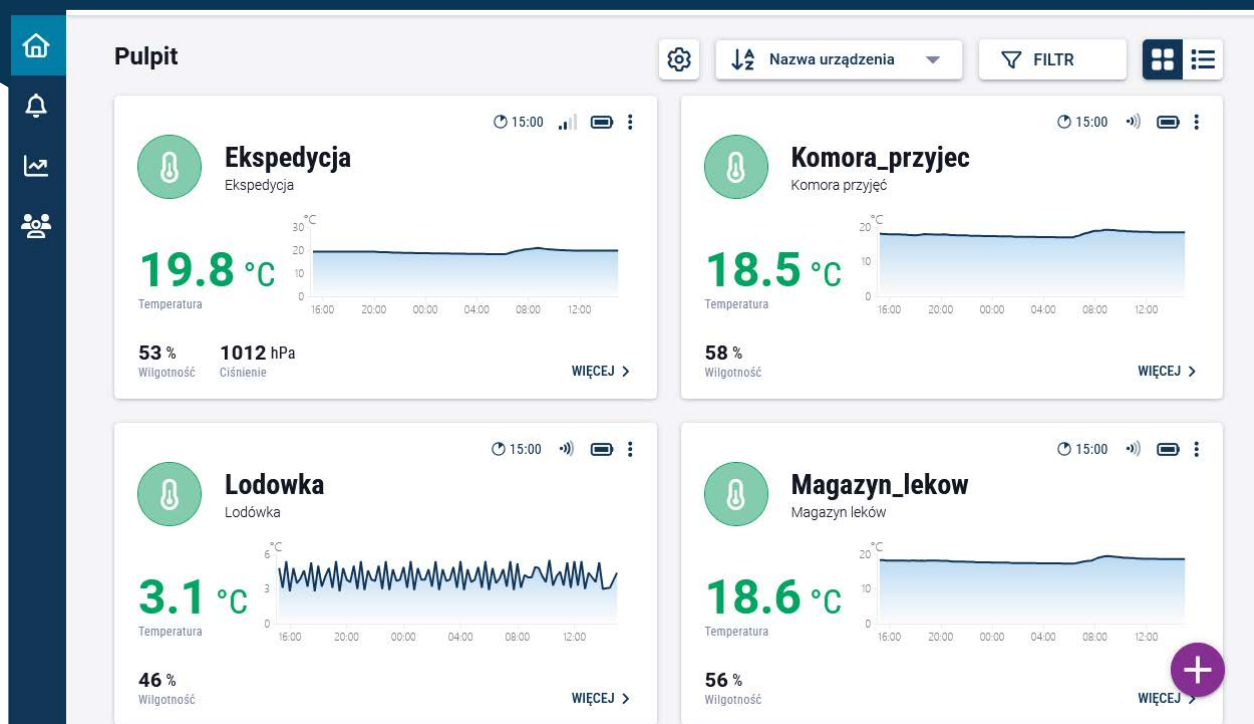 Pulpit
Nazwa urządzenia
FILTR
15:00
Ekspedycja
Ekspedycja
°C
30
20
10
0
16:00 20:00 00:00 04:00 08:00 12:00
19.8 °C
Temperatura
53 % 1012 hPa
Wilgotność Ciśnienie
WIĘCEJ
15:00
Komora_przyjec
Komora przyjęć
°C
20
10
0
16:00 20:00 00:00 04:00 08:00 12:00
18.5 °C
Temperatura
58 %
Wilgotność
WIĘCEJ
15:00
Lodowka
Lodówka
°C
6
3
0
16:00 20:00 00:00 04:00 08:00 12:00
3.1 °C
Temperatura
46 %
Wilgotność
WIĘCEJ
15:00
Magazyn_lekow
Magazyn leków
°C
20
10
0
16:00 20:00 00:00 04:00 08:00 12:00
18.6 °C
Temperatura
56 %
Wilgotność
WIĘCEJ